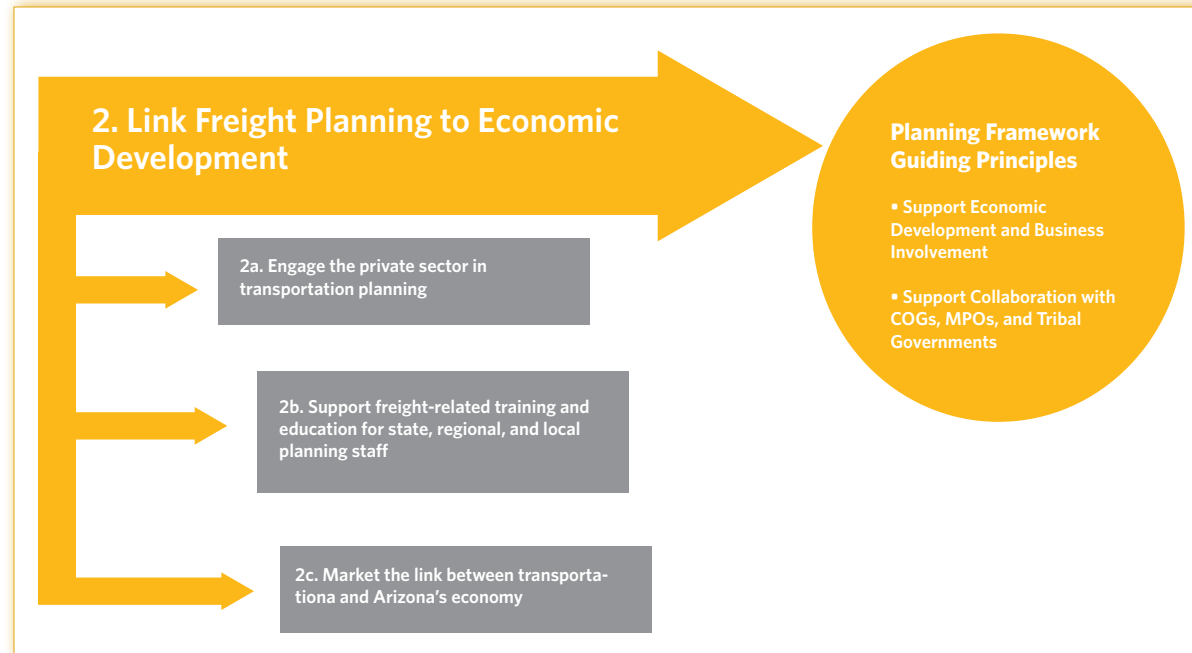 2. Link Freight Planning to Economic
Development
Planning Framework
Guiding Principles
▪ Support Economic
Development and Business
Involvement
▪ Support Collaboration with
COGs, MPOs, and Tribal
Governments
2a. Engage the private sector in
transportation planning
2b. Support freight-related training and
education for state, regional, and local
planning staff
2c. Market the link between transporta-
tiona and Arizona’s economy